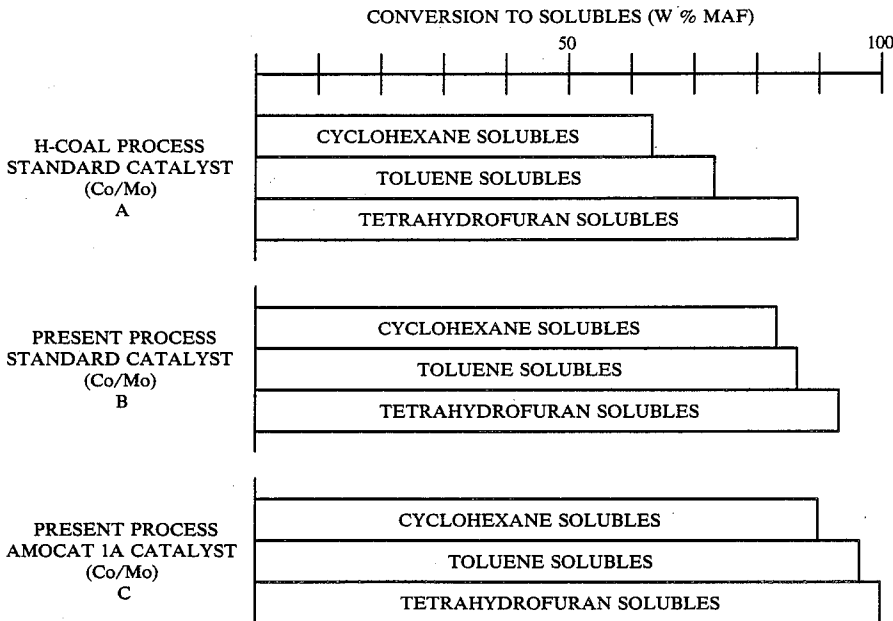 CONVERSION TO SOLUBLES (W % MAF)
50
100
H-COAL PROCESS
STANDARD CATALYST
(Co/Mo)
A
CYCLOHEXANE SOLUBLES
TOLUENE SOLUBLES
TETRAHYDROFURAN SOLUBLES
PRESENT PROCESS
STANDARD CATALYST
(Co/Mo)
B
CYCLOHEXANE SOLUBLES
TOLUENE SOLUBLES
TETRAHYDROFURAN SOLUBLES
PRESENT PROCESS
AMOCAT 1A CATALYST
(Co/Mo)
C
CYCLOHEXANE SOLUBLES
TOLUENE SOLUBLES
TETRAHYDROFURAN SOLUBLES